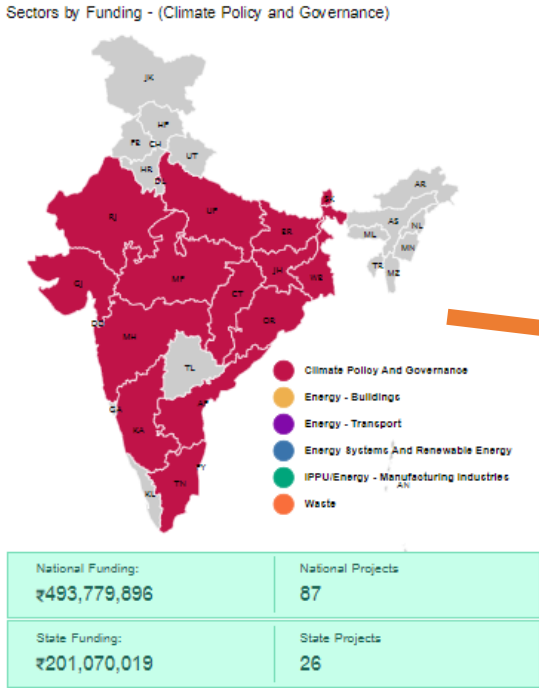 Sectors by Funding - (Climate Policy and Governance)
JK
HP
CH
UT
HR
DL
AR
RJ
UP
SK
AS
NL
BR
ML
MN
JH
TR
MZ
GJ
MP
CT
WB
OR
MH
TL
Climate Policy And Governance
Energy - Buildings
GA
AP
KA
Energy - Transport
Energy Systems And Renewable Energy
PY
IPPU/Energy - Manufacturing Industries
TN
AN
KL
Waste
National Funding:
National Projects
₹493,779,896
87
State Funding:
State Projects
₹201,070,019
26